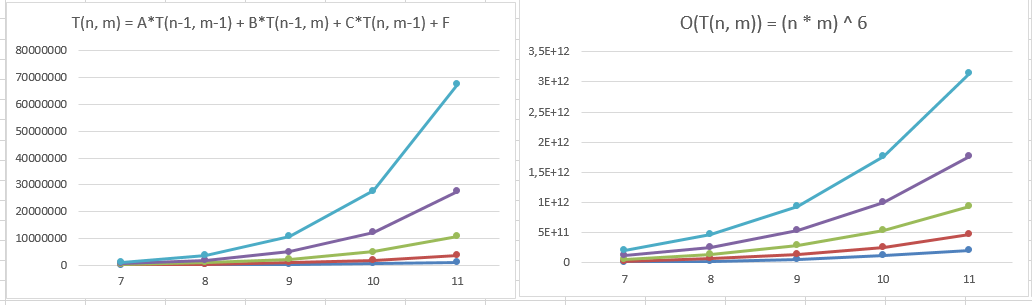 T(n, m) = A*T(n-1, m-1) + B*T(n-1, m) + C*T(n, m-1) + F
80000000
70000000
60000000
50000000
40000000
30000000
20000000
10000000
0
7 8 9 10 11
O(T(n, m)) = (n * m) ^ 6
3,5E+12
3E+12
2,5E+12
2E+12
1,5E+12
1E+12
5E+11
0
7 8 9 10 11